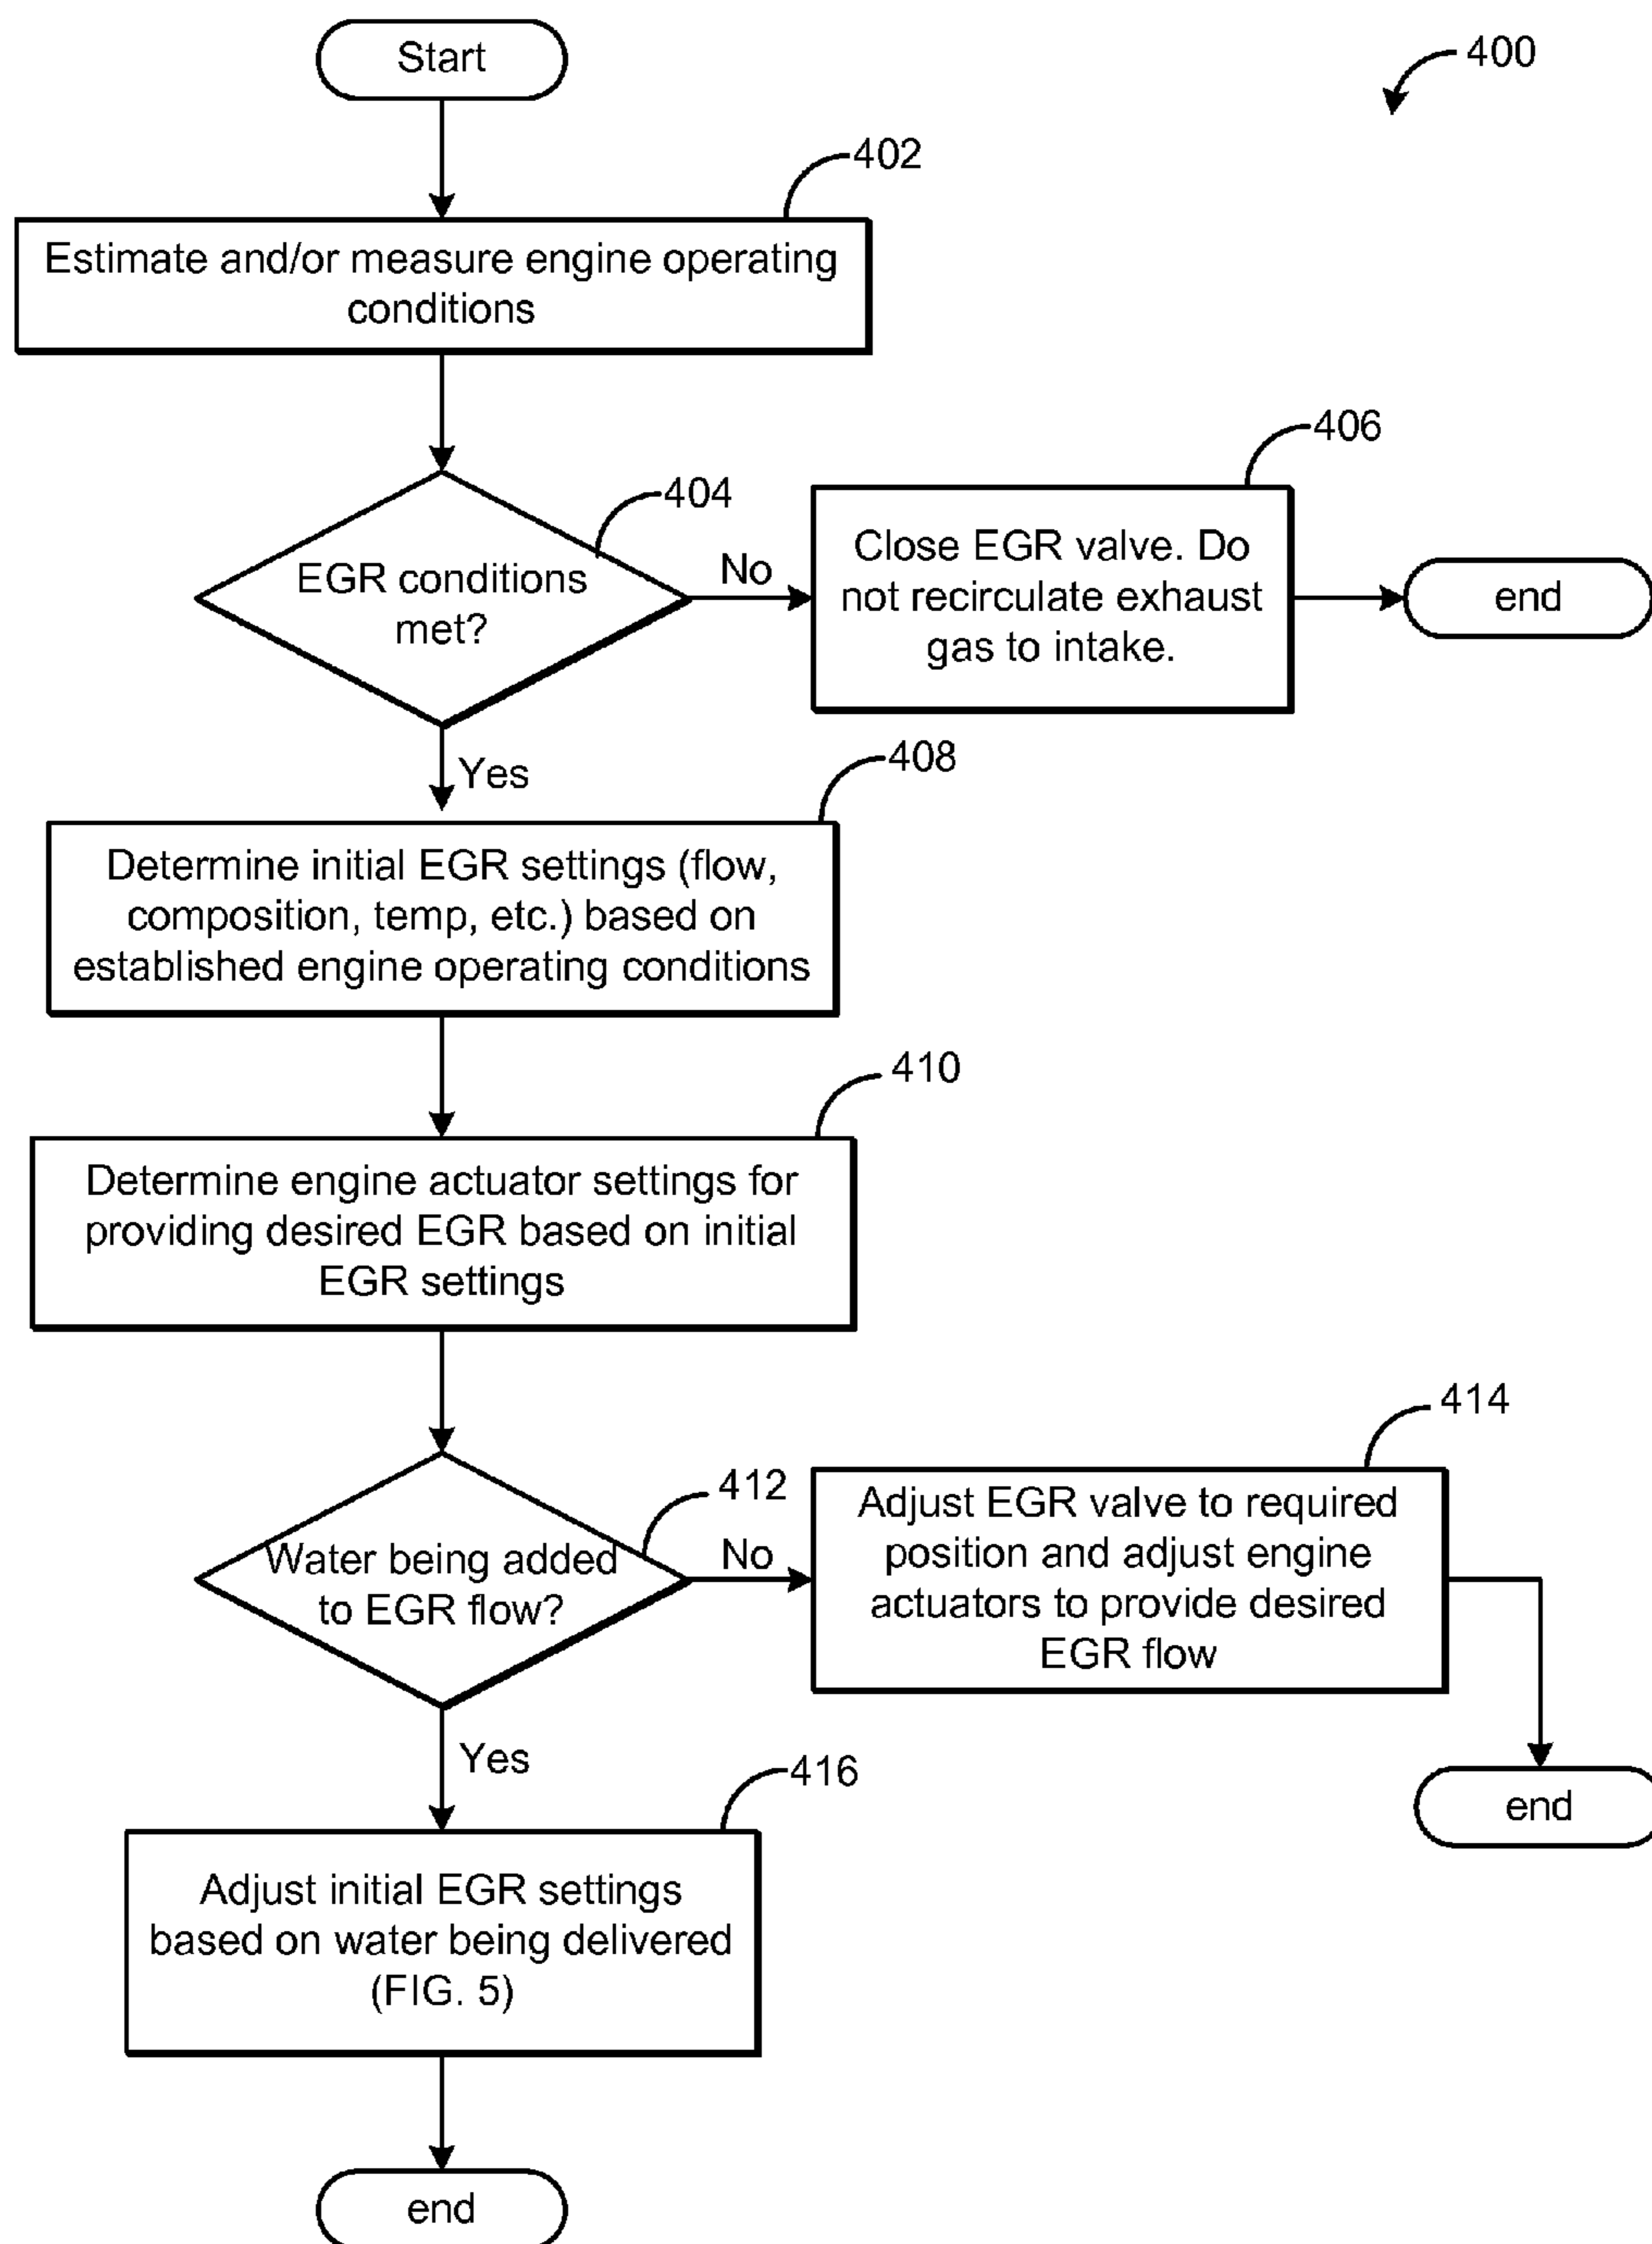 Start
400
402
Estimate and/or measure engine operating
conditions
404
EGR conditions
met?
No
406
Close EGR valve. Do
not recirculate exhaust
gas to intake.
end
Yes
408
Determine initial EGR settings (flow,
composition, temp, etc.) based on
established engine operating conditions
410
Determine engine actuator settings for
providing desired EGR based on initial
EGR settings
412
Water being added
to EGR flow?
No
414
Adjust EGR valve to required
position and adjust engine
actuators to provide desired
EGR flow
end
Yes
416
Adjust initial EGR settings
based on water being delivered
(FIG. 5)
end